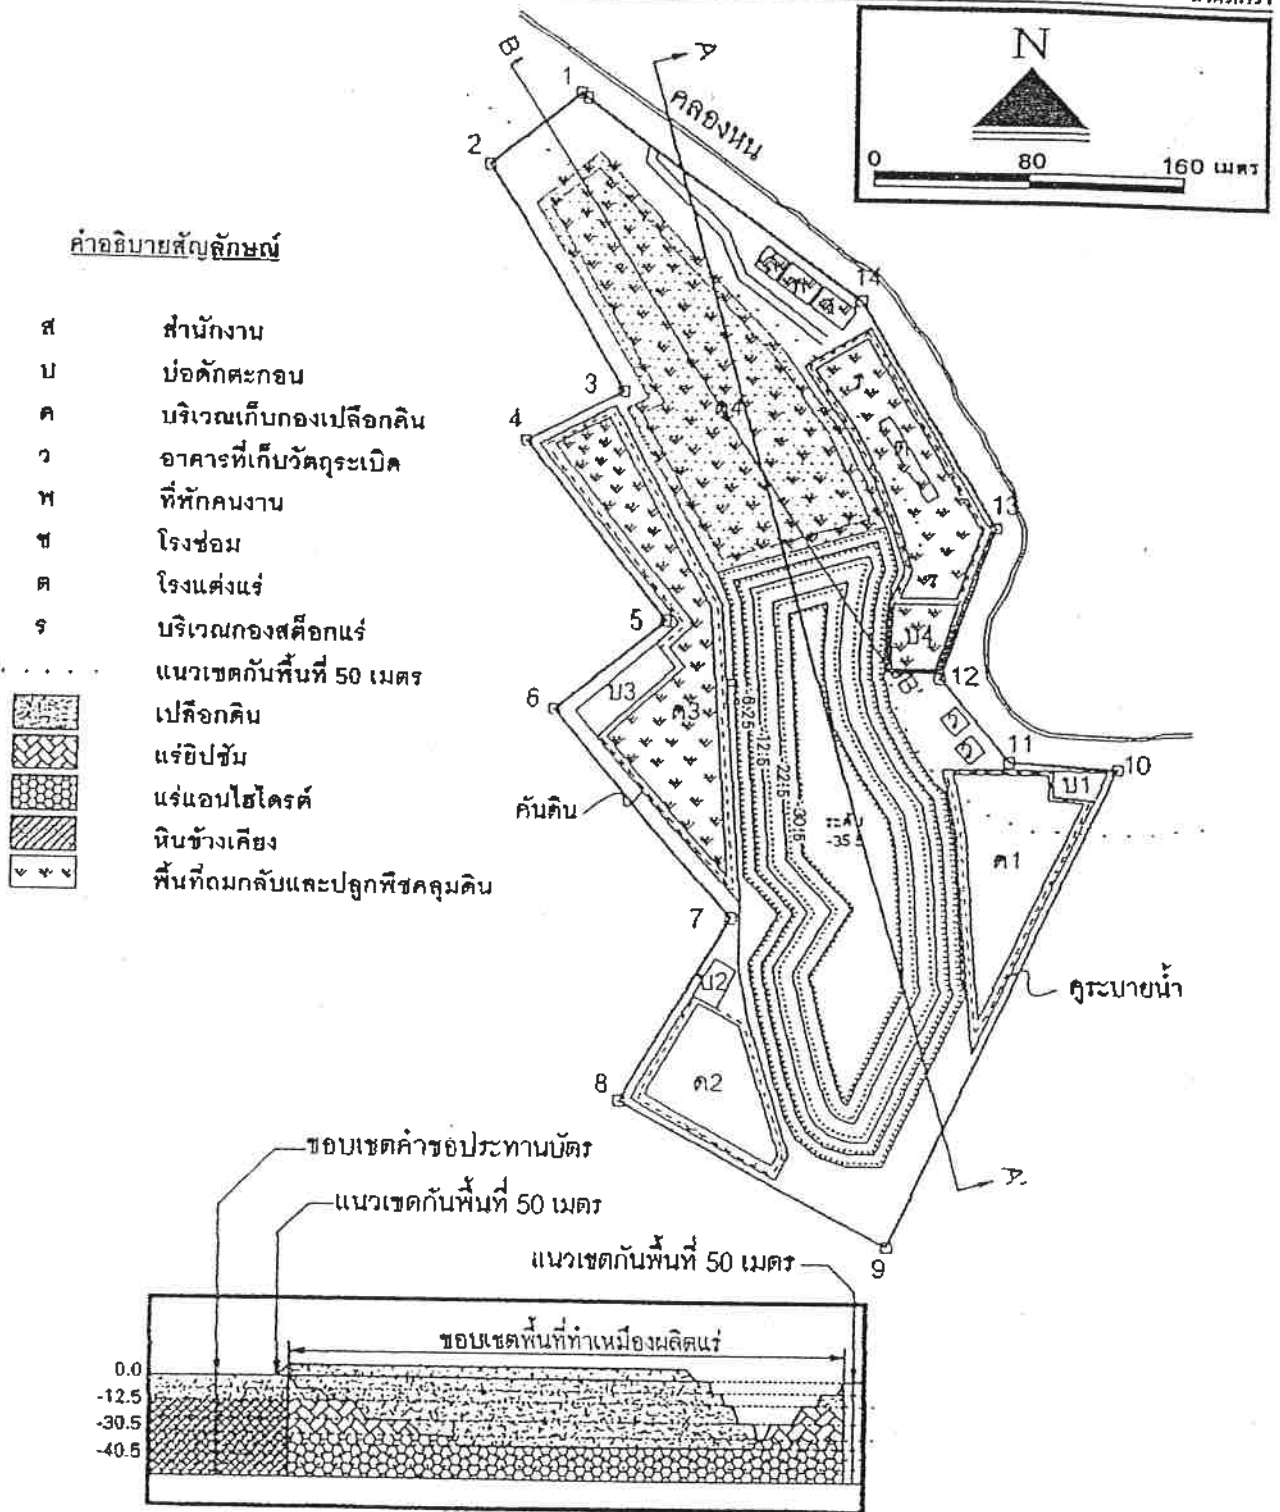 N
0 80 160 เมตร
B
A
1
คลองหน
2
14
คำอธิบายสัญลักษณ์
ส สำนักงาน
บ บ่อดักตะกอน
ค บริเวณเก็บกองเปลือกดิน
ว อาคารที่เก็บวัตถุระเบิด
พ ที่พักคนงาน
ช โรงซ่อม
ต โรงแต่งแร่
ร บริเวณกองสต็อกแร่
แนวเขตกันพื้นที่ 50 เมตร
เปลือกดิน
แร่ยิปซัม
แร่แอนไฮไดรต์
หินข้างเคียง
พื้นที่ถมกลับและปลูกพืชคลุมดิน
3
4
ค4
13
5
บ4
6
บ3
ค3
B'
12
ว
ว
11
10
บ1
-6.25
-12.5
-22.5
-30.5
ระดับ
-35.5
คันดิน
ค1
7
บ2
คูระบายน้ำ
8
ค2
A'
9
ขอบเขตคำขอประทานบัตร
แนวเขตกันพื้นที่ 50 เมตร
แนวเขตกันพื้นที่ 50 เมตร
ขอบเขตพื้นที่ทำเหมืองผลิตแร่
0.0
-12.5
-30.5
-40.5